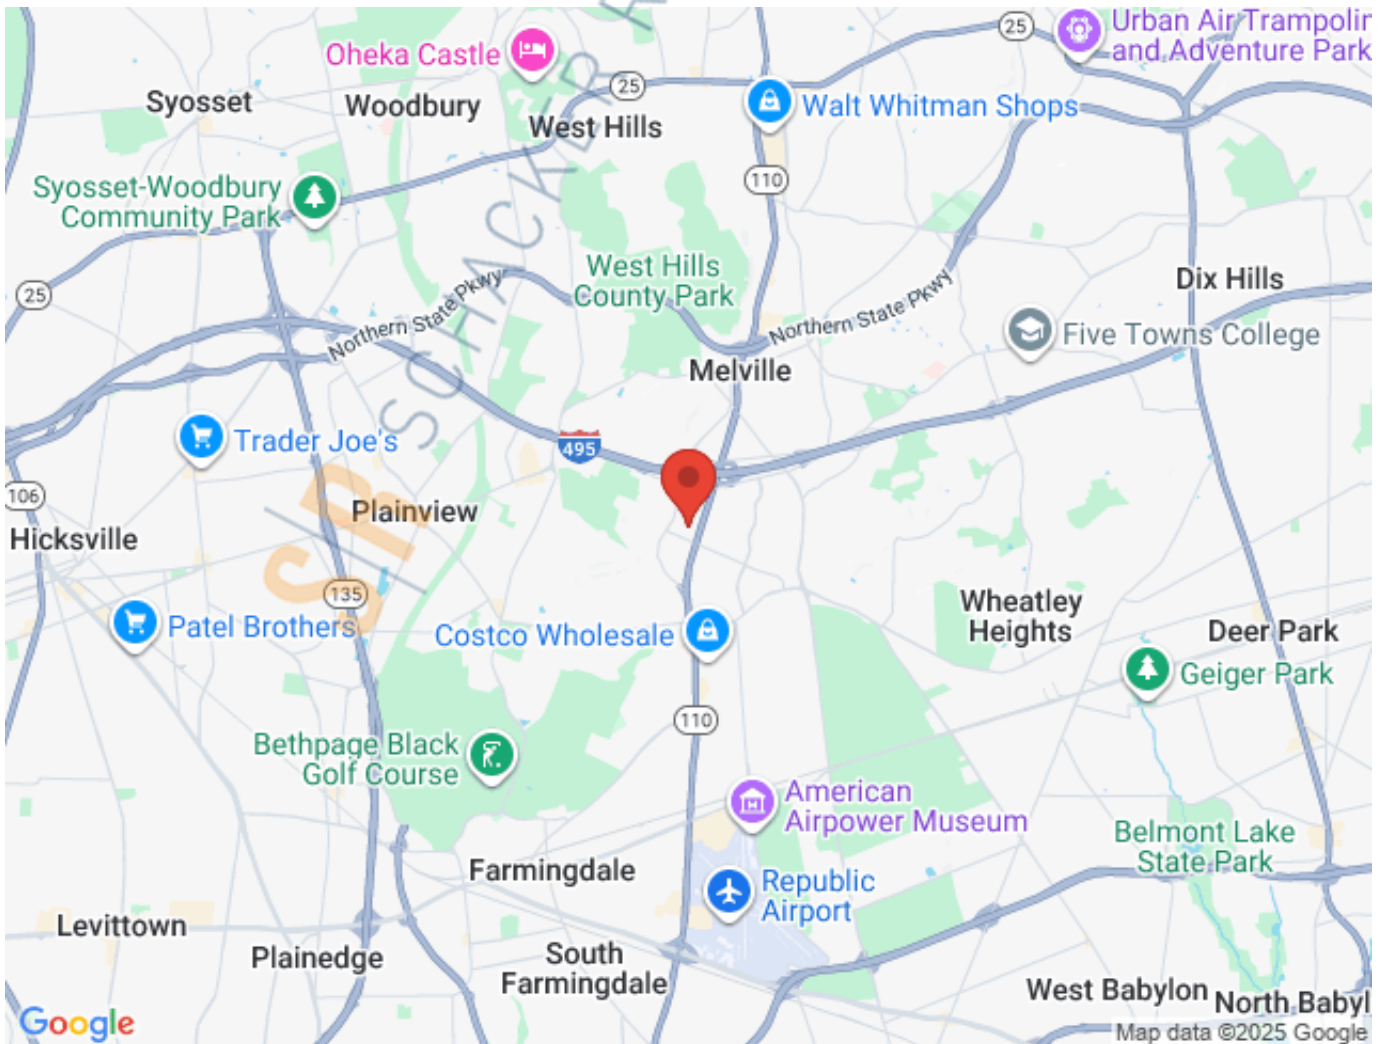 25
Urban Air Trampolin
and Adventure Park
Oheka Castle
25
Syosset
Woodbury
West Hills
Walt Whitman Shops
110
Syosset-Woodbury
Community Park
West Hills
County Park
Dix Hills
25
Northern State Pkwy
Northern State Pkwy
Five Towns College
Melville
Trader Joe's
495
106
Plainview
Hicksville
SIR
SCHACKER R
135
Patel Brothers
Costco Wholesale
Wheatley
Heights
Deer Park
Geiger Park
110
Bethpage Black
Golf Course
American
Airpower Museum
Belmont Lake
State Park
Farmingdale
Republic
Airport
Levittown
Plainedge
South
Farmingdale
West Babylon
North Babyl
Google
Map data ©2025 Google